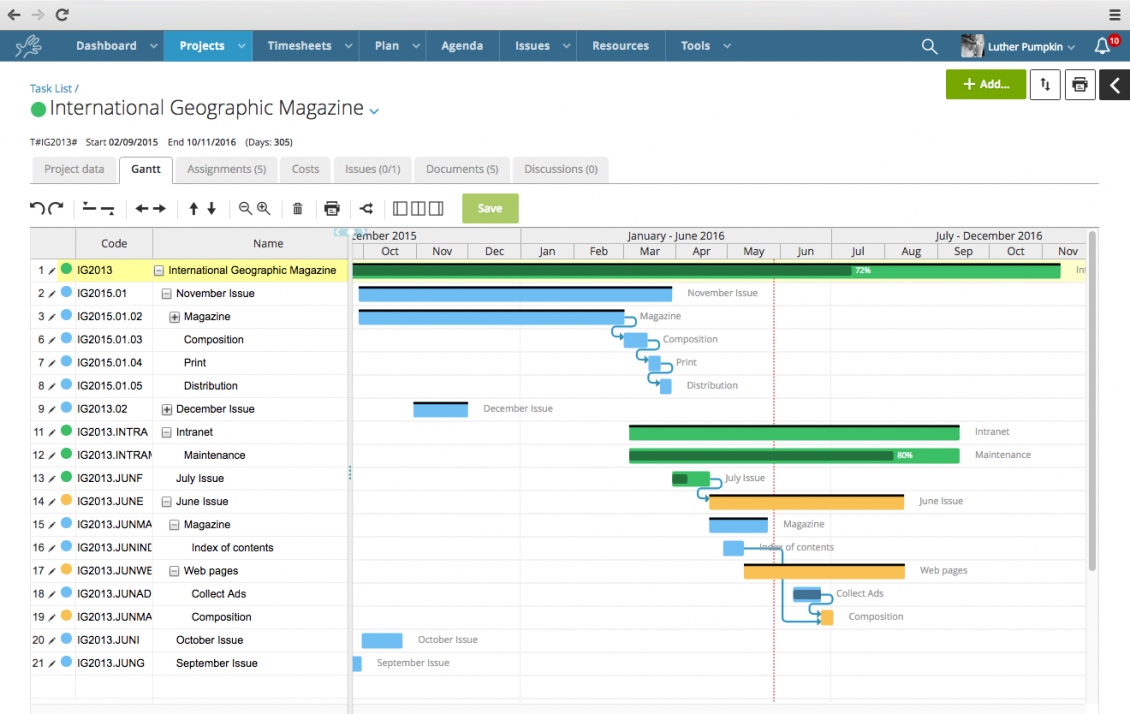 Dashboard Projects Timesheets Plan Agenda Issues Resources Tools Luther Pumpkin 10
Task List /
International Geographic Magazine
+ Add...
T#IG2013# Start 02/09/2015 End 10/11/2016 (Days: 305)
Project data Gantt Assignments (5) Costs Issues (0/1) Documents (5) Discussions (0)
Save
Code Name
cember 2015 January - June 2016 July - December 2016
Oct Nov Dec Jan Feb Mar Apr May Jun Jul Aug Sep Oct Nov
1 IG2013 International Geographic Magazine 72% Int
2 IG2015.01 November Issue November Issue
3 IG2015.01.02 Magazine Magazine
6 IG2015.01.03 Composition Composition
7 IG2015.01.04 Print Print
8 IG2015.01.05 Distribution Distribution
9 IG2013.02 December Issue December Issue
11 IG2013.INTRA Intranet Intranet
12 IG2013.INTRAM Maintenance 80% Maintenance
13 IG2013.JUNF July Issue July Issue
14 IG2013.JUNE June Issue June Issue
15 IG2013.JUNMA Magazine Magazine
16 IG2013.JUNIND Index of contents Index of contents
17 IG2013.JUNWE Web pages Web pages
18 IG2013.JUNAD Collect Ads Collect Ads
19 IG2013.JUNMA Composition Composition
20 IG2013.JUNI October Issue October Issue
21 IG2013.JUNG September Issue September Issue